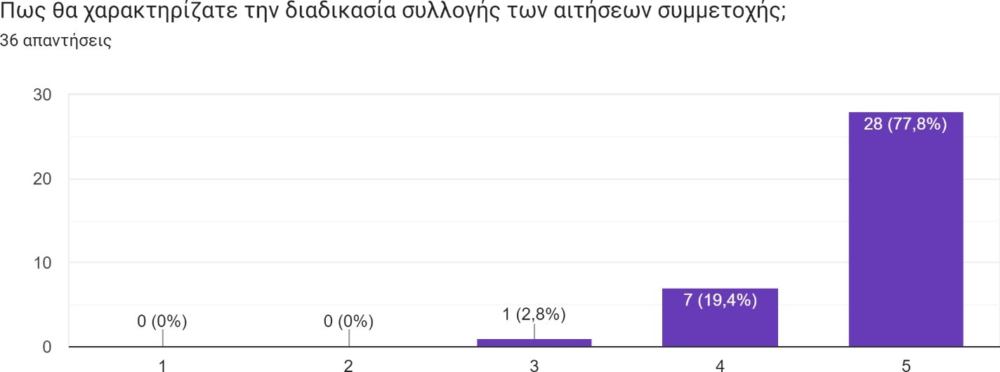 Πως θα χαρακτηρίζατε την διαδικασία συλλογής των αιτήσεων συμμετοχής;
36 απαντήσεις
30
28 (77,8%)
20
10
7 (19,4%)
1 (2,8%)
0 (0%) 0 (0%)
0
1 2 3 4 5